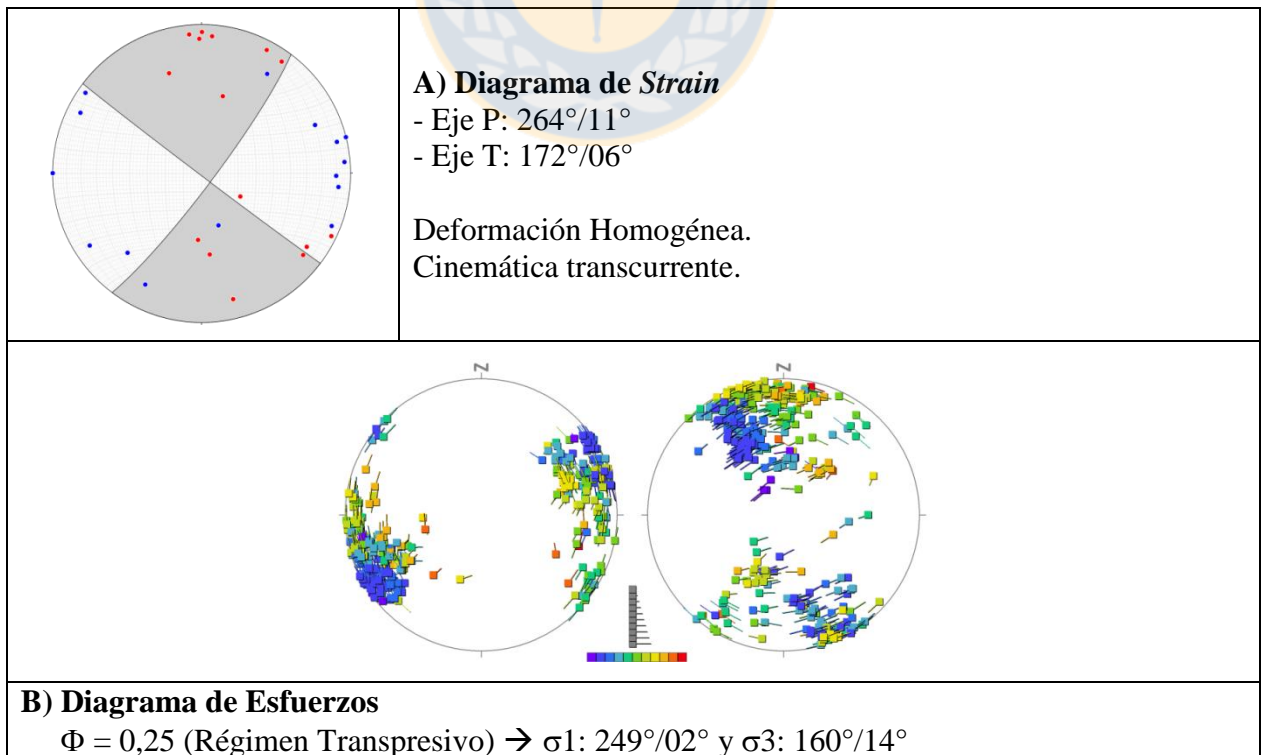 A) Diagrama de Strain
- Eje P: 264°/11°
- Eje T: 172°/06°
Deformación Homogénea.
Cinemática transcurrente.
N N
B) Diagrama de Esfuerzos
Φ = 0,25 (Régimen Transpresivo) → σ1: 249°/02° y σ3: 160°/14°